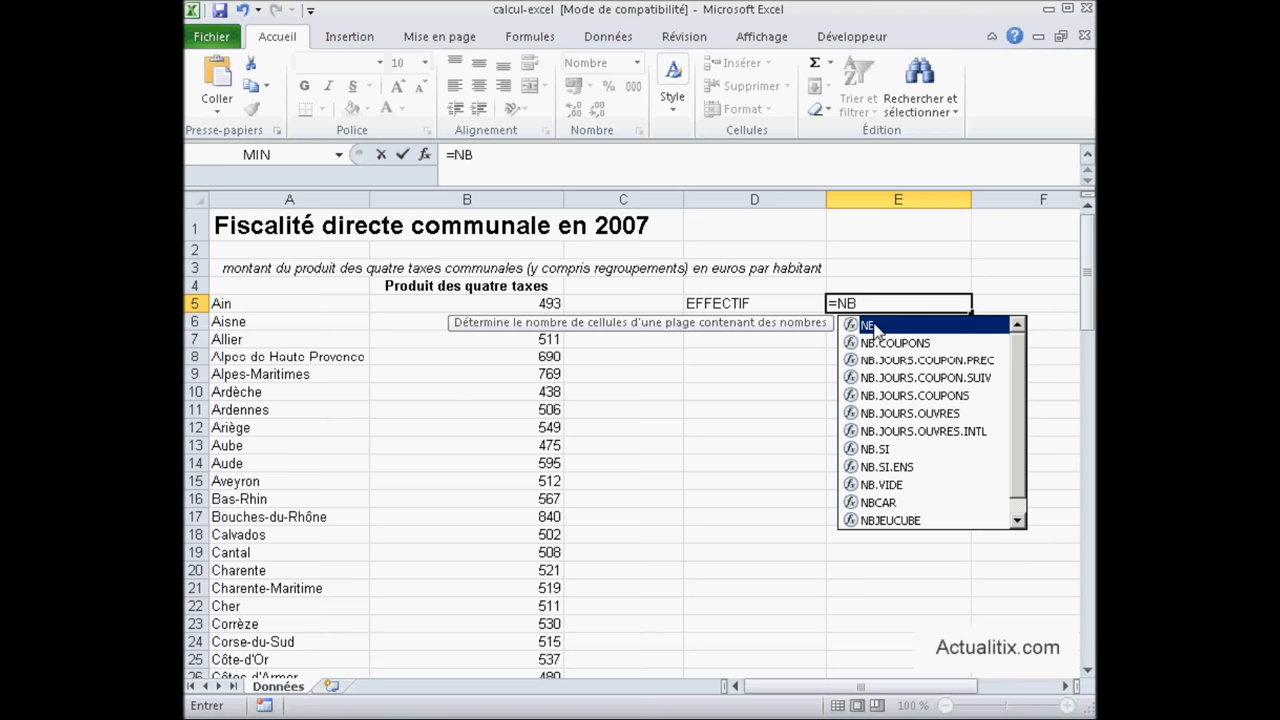 calcul-excel [Mode de compatibilité] - Microsoft Excel
Fichier Accueil Insertion Mise en page Formules Données Révision Affichage Développeur
Coller
10
G I S A A
A
Nombre
% 000
Style
Insérer
Supprimer
Format
Σ
Trier et filtrer
Rechercher et sélectionner
Presse-papiers Police Alignement Nombre Cellules Édition
MIN fx =NB
A B C D E F
1 Fiscalité directe communale en 2007
2
3 montant du produit des quatre taxes communales (y compris regroupements) en euros par habitant
4 Produit des quatre taxes
5 Ain 493 EFFECTIF =NB
6 Aisne
Détermine le nombre de cellules d'une plage contenant des nombres
7 Allier 511
8 Alpes de Haute Provence 690
9 Alpes-Maritimes 769
10 Ardèche 438
11 Ardennes 506
12 Ariège 549
13 Aube 475
14 Aude 595
15 Aveyron 512
16 Bas-Rhin 567
17 Bouches-du-Rhône 840
18 Calvados 502
19 Cantal 508
20 Charente 521
21 Charente-Maritime 519
22 Cher 511
23 Corrèze 530
24 Corse-du-Sud 515
25 Côte-d'Or 537
26 Côtes d'Armor 480
NB
NB.COUPONS
NB.JOURS.COUPON.PREC
NB.JOURS.COUPON.SUIV
NB.JOURS.COUPONS
NB.JOURS.OUVRES
NB.JOURS.OUVRES.INTL
NB.SI
NB.SI.ENS
NB.VIDE
NBCAR
NBJEUCUBE
Actualitix.com
Données
Entrer 100 %